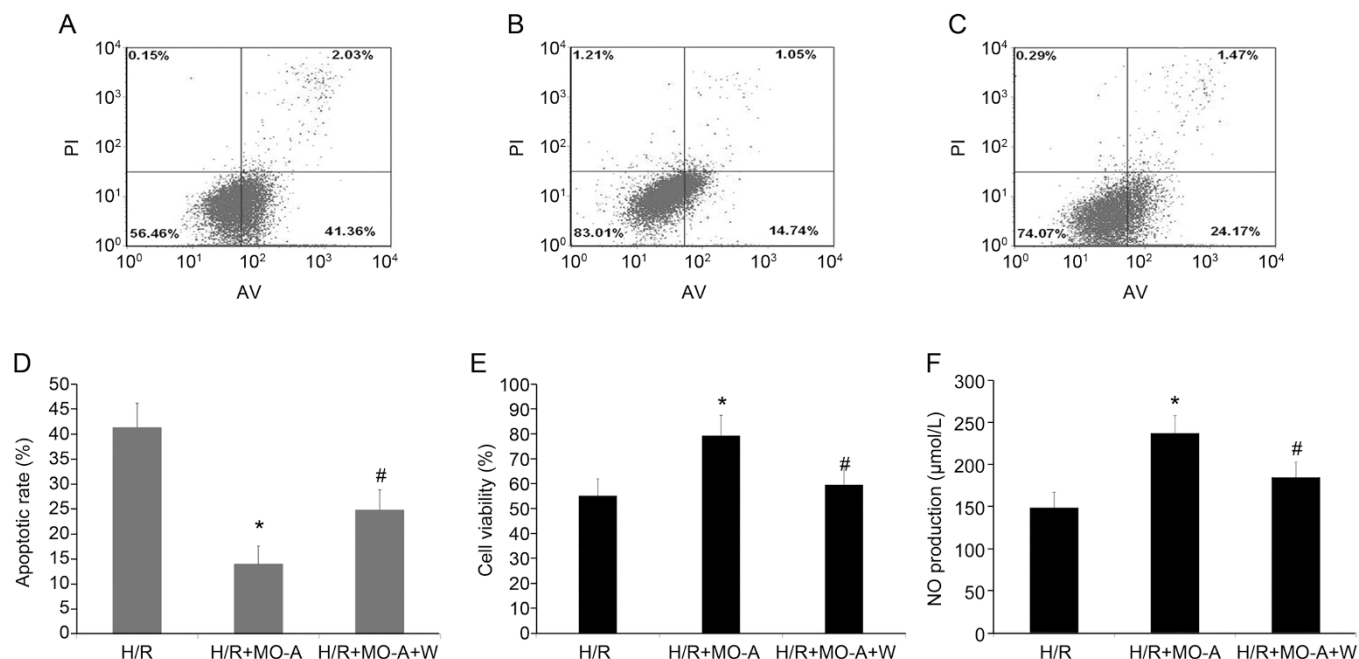 A
B
C
10⁴
10³
10²
10¹
10⁰
0.15%
2.03%
56.46%
41.36%
10⁰ 10¹ 10² 10³ 10⁴
PI
AV
10⁴
10³
10²
10¹
10⁰
1.21%
1.05%
83.01%
14.74%
10⁰ 10¹ 10² 10³ 10⁴
PI
AV
10⁴
10³
10²
10¹
10⁰
0.29%
1.47%
74.07%
24.17%
10⁰ 10¹ 10² 10³ 10⁴
PI
AV
D
Apoptotic rate (%)
50
45
40
35
30
25
20
15
10
5
0
*
#
H/R H/R+MO-A H/R+MO-A+W
E
Cell viability (%)
100
90
80
70
60
50
40
30
20
10
0
*
#
H/R H/R+MO-A H/R+MO-A+W
F
NO production (µmol/L)
300
250
200
150
150
50
0
*
#
H/R H/R+MO-A H/R+MO-A+W